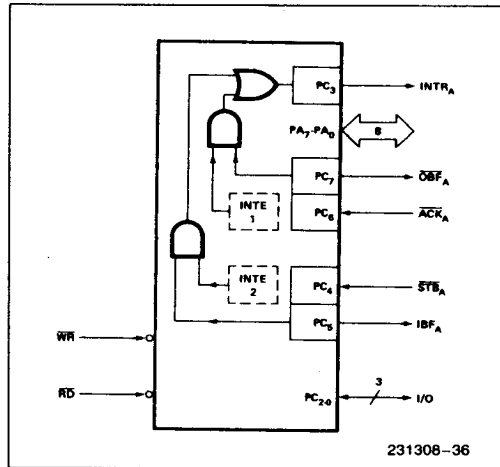 PC3 INTRA
PA7-PA0 8
PC7 OBFA
INTE 1
PC6 ACKA
INTE 2
PC4 STBA
PC5 IBFA
WR
RD
PC2-0 3 I/O
231308-36